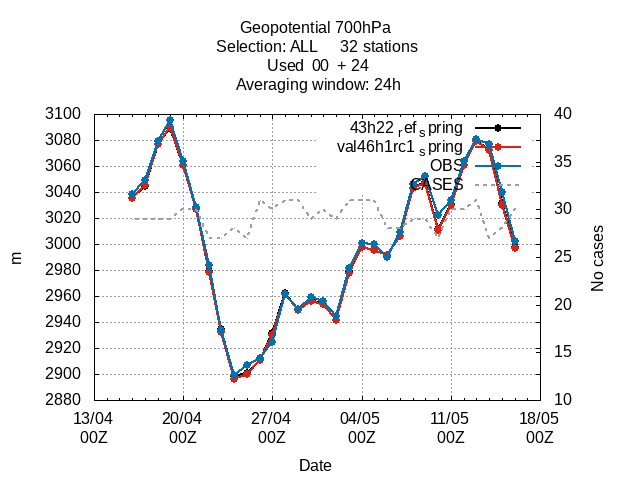 Geopotential 700hPa
Selection: ALL 32 stations
Used 00 + 24
Averaging window: 24h
43h22 refspring
val46h1rc1 spring
OBS
CASES
3100
3080
3060
3040
3020
3000
2980
2960
2940
2920
2900
2880
m
40
35
30
25
20
15
10
No cases
13/04 20/04 27/04 04/05 11/05 18/05
00Z 00Z 00Z 00Z 00Z 00Z
Date